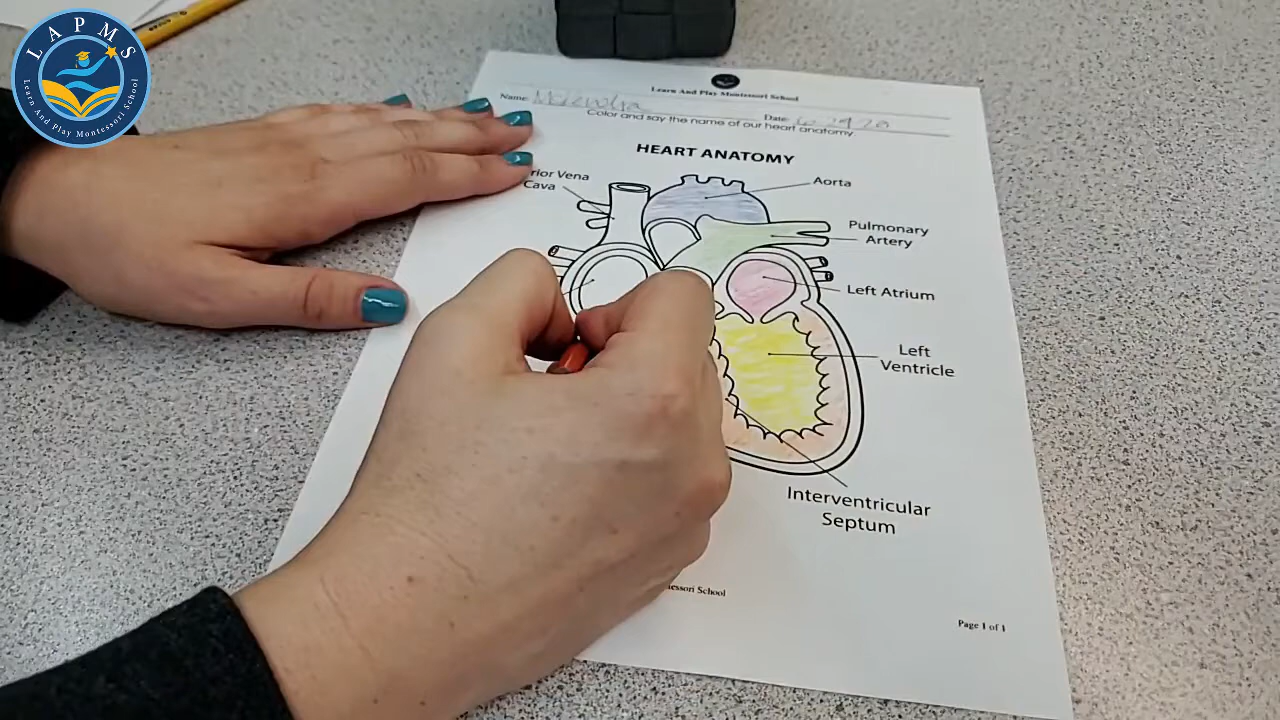 LAPMS
Learn And Play Montessori School
Learn And Play Montessori School
Name:
Date:
Color and say the name of our heart anatomy.
HEART ANATOMY
Vena
Cava
Aorta
Pulmonary
Artery
Left Atrium
Left
Ventricle
Interventricular
Septum
School
Page 1 of 1